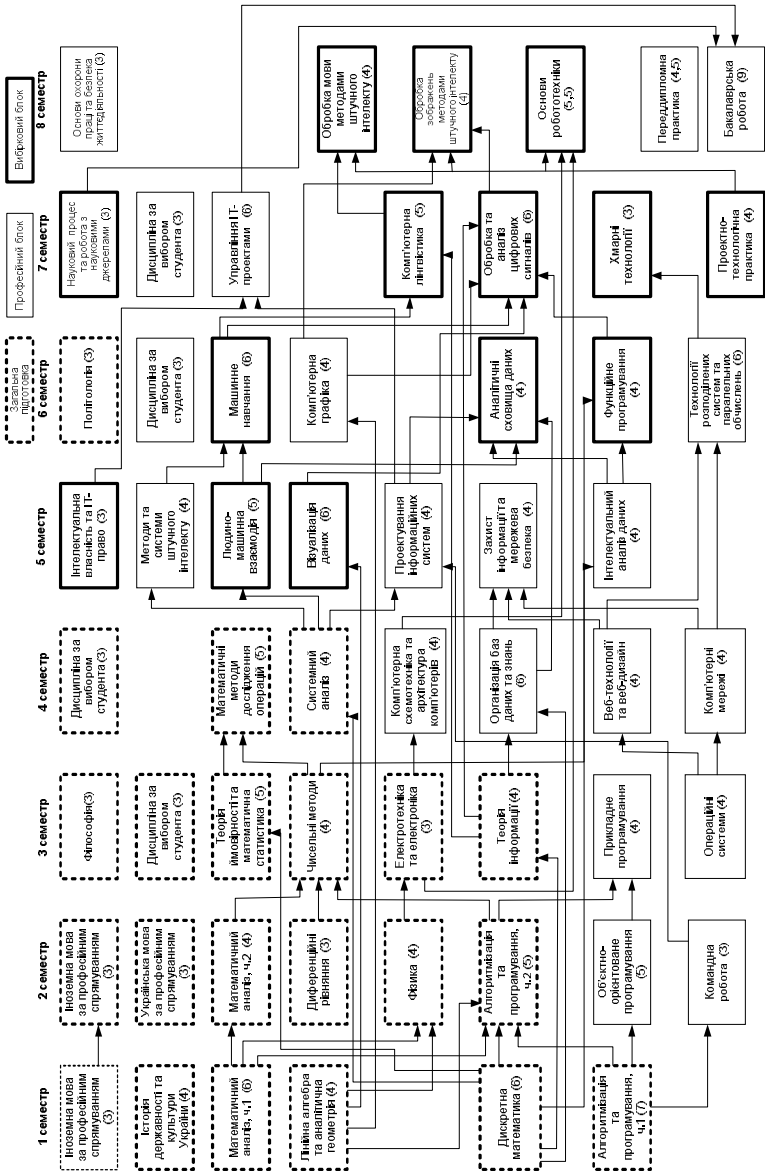 Загальна
підготовка
Професійний блок
Вибірковий блок
1 семестр
2 семестр
3 семестр
4 семестр
5 семестр
6 семестр
7 семестр
8 семестр
Іноземна мова
за професійним
спрямуванням
(3)
Історія
державності та
культури
України (4)
Математичний
аналіз, ч.1 (6)
Лінійна алгебра
та аналітична
геометрія (4)
Дискретна
математика (6)
Алгоритмізація
та
програмування,
ч.1 (7)
Іноземна мова
за професійним
спрямуванням
(3)
Українська мова
за професійним
спрямуванням
(3)
Математичний
аналіз, ч.2 (4)
Диференційні
рівняння (3)
Фізика (4)
Алгоритмізація
та
програмування,
ч.2 (5)
Об'єктно-
орієнтоване
програмування
(5)
Командна
робота (3)
Філософія(3)
Дисципліна за
вибором
студента (3)
Теорія
ймовірності та
математична
статистика (5)
Чисельні методи
(4)
Електротехніка
та електроніка
(3)
Теорія
інформації (4)
Прикладне
програмування
(4)
Операційні
системи (4)
Дисципліна за
вибором
студента (3)
Математичні
методи
дослідження
операцій (5)
Системний
аналіз (4)
Комп'ютерна
схемотехніка та
архітектура
комп'ютерів (4)
Організація баз
даних та знань
(6)
Веб-технології
та веб-дизайн
(4)
Комп'ютерні
мережі (4)
Інтелектуальна
власність та ІТ-
право (3)
Методи та
системи
штучного
інтелекту (4)
Людино-
машинна
взаємодія (5)
Візуалізація
даних (6)
Проектування
інформаційних
систем (4)
Захист
інформації та
мережева
безпека (4)
Інтелектуальний
аналіз даних
(4)
Політологія (3)
Дисципліна за
вибором
студента (3)
Машинне
навчання (6)
Комп'ютерна
графіка (4)
Аналітичні
сховища даних
(4)
Функційне
програмування
(4)
Технології
розподілених
систем та
паралельних
обчислень (6)
Науковий процес
та робота з
науковими
джерелами (3)
Дисципліна за
вибором
студента (3)
Управління ІТ-
проектами (6)
Комп'ютерна
лінгвістика (5)
Обробка та
аналіз
цифрових
сигналів (6)
Хмарні
технології (3)
Проектно-
технологічна
практика (4)
Основи охорони
праці та безпека
життєдіяльності (3)
Обробка мови
методами
штучного
інтелекту (4)
Обробка
зображень
методами
штучного інтелекту
(4)
Основи
робототехніки
(5,5)
Переддипломна
практика (4,5)
Бакалаврська
робота (9)